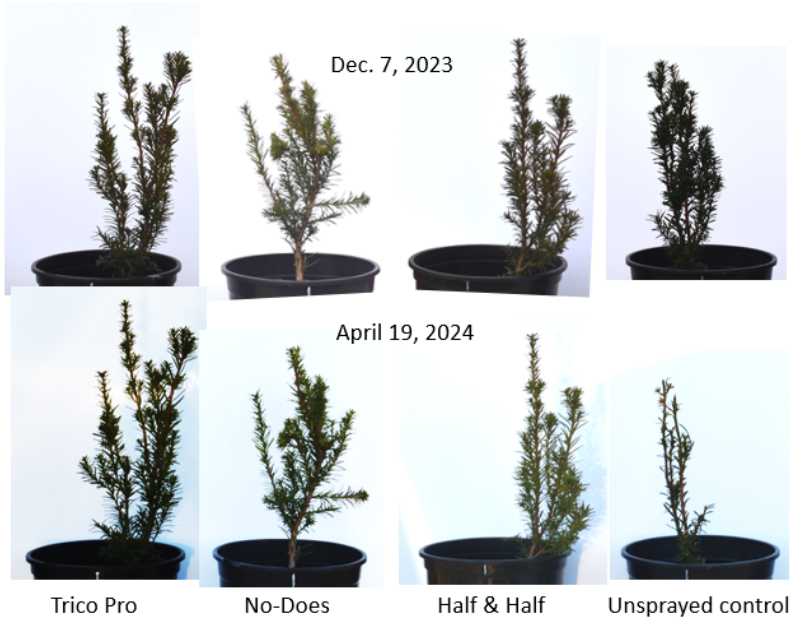 Dec. 7, 2023
April 19, 2024
Trico Pro
No-Does
Half & Half
Unsprayed control